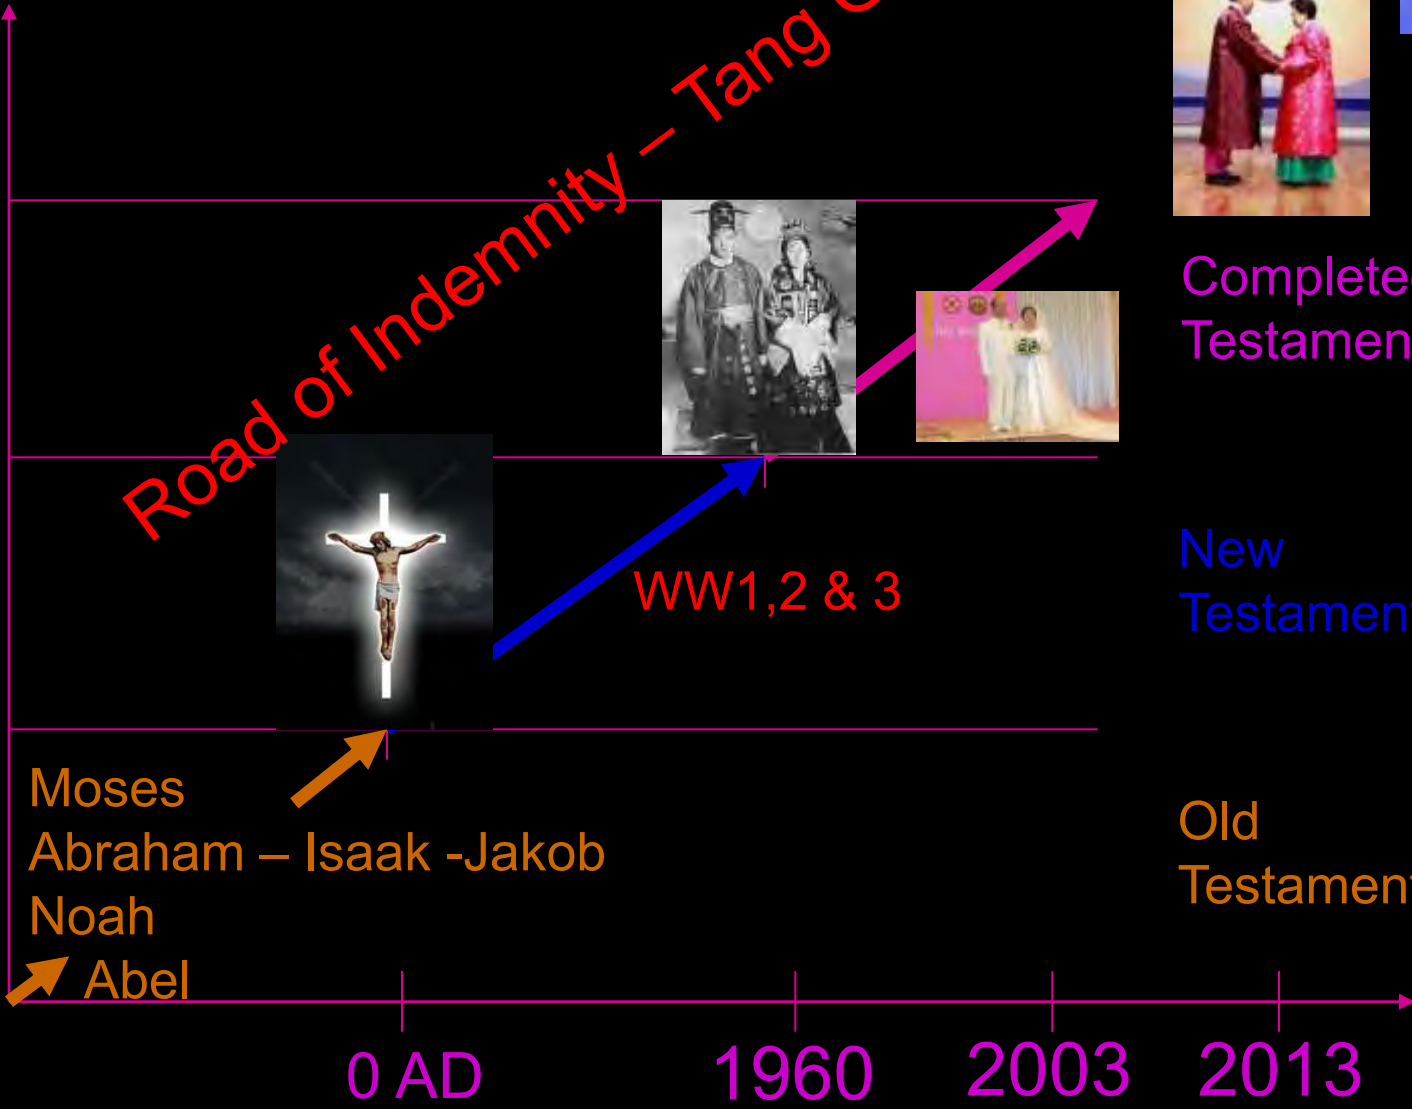 Road of Indemnity – Tang
Complete
Testamen
New
Testamen
WW1,2 & 3
Moses
Abraham – Isaak -Jakob
Noah
Abel
Old
Testament
0 AD
1960
2003
2013